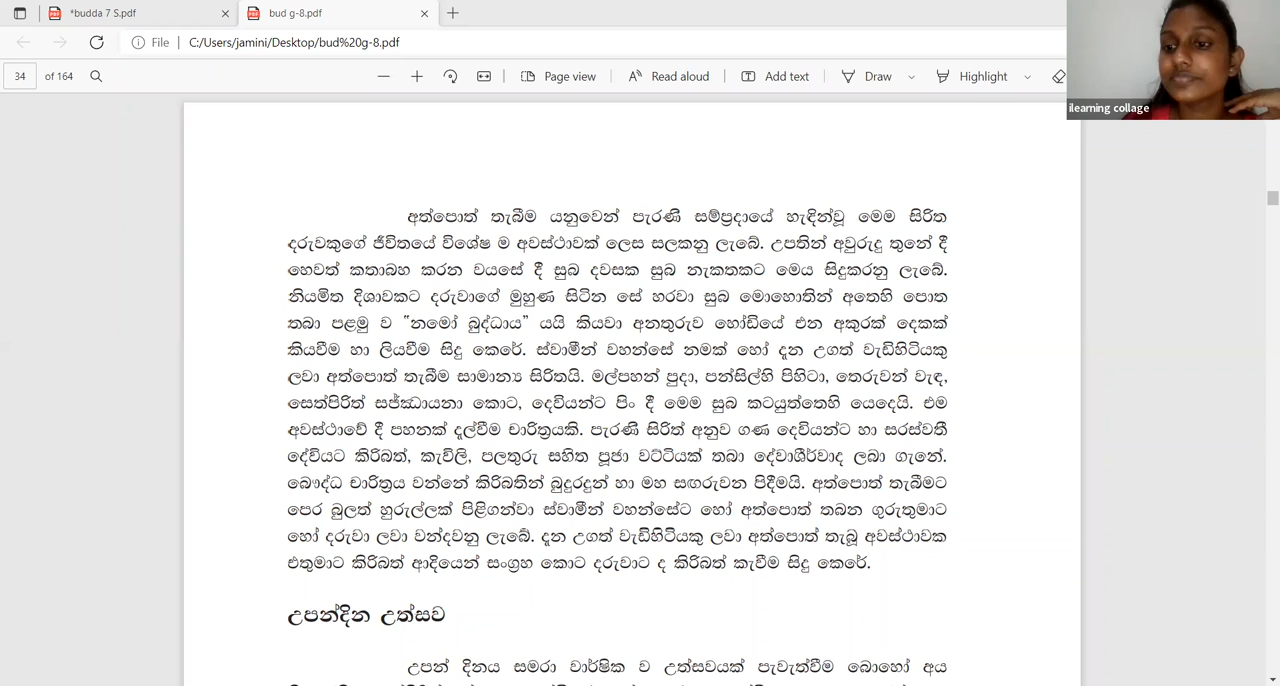 *budda 7 S.pdf
bud g-8.pdf
File
C:/Users/jamini/Desktop/bud%20g-8.pdf
34 of 164
Page view
Read aloud
Add text
Draw
Highlight
ilearning collage
අත්පොත් තැබීම යනුවෙන් පැරණි සම්ප්‍රදායේ හැඳින්වූ මෙම සිරිත
දරුවකුගේ ජීවිතයේ විශේෂ ම අවස්ථාවක් ලෙස සලකනු ලැබේ. උපතින් අවුරුදු තුනේ දී
හෙවත් කතාබහ කරන වයසේ දී සුබ දවසක සුබ නැකතකට මෙය සිදුකරනු ලැබේ.
නියමිත දිශාවකට දරුවාගේ මුහුණ සිටින සේ හරවා සුබ මොහොතින් අතෙහි පොත
තබා පළමු ව “නමෝ බුද්ධාය” යයි කියවා අනතුරුව හෝඩියේ එන අකුරක් දෙකක්
කියවීම හා ලියවීම සිදු කෙරේ. ස්වාමීන් වහන්සේ නමක් හෝ දැන උගත් වැඩිහිටියකු
ලවා අත්පොත් තැබීම සාමාන්‍ය සිරිතයි. මල්පහන් පුදා, පන්සිල්හි පිහිටා, තෙරුවන් වැඳ,
සෙත්පිරිත් සජ්ඣායනා කොට, දෙවියන්ට පිං දී මෙම සුබ කටයුත්තෙහි යෙදෙයි. එම
අවස්ථාවේ දී පහනක් දැල්වීම චාරිත්‍රයකි. පැරණි සිරිත් අනුව ගණ දෙවියන්ට හා සරස්වතී
දේවියට කිරිබත්, කැවිලි, පලතුරු සහිත පූජා වට්ටියක් තබා දේවාශීර්වාද ලබා ගැනේ.
බෞද්ධ චාරිත්‍රය වන්නේ කිරිබතින් බුදුරදුන් හා මහ සඟරුවන පිදීමයි. අත්පොත් තැබීමට
පෙර බුලත් හුරුල්ලක් පිළිගන්වා ස්වාමීන් වහන්සේට හෝ අත්පොත් තබන ගුරුතුමාට
හෝ දරුවා ලවා වන්දවනු ලැබේ. දැන උගත් වැඩිහිටියකු ලවා අත්පොත් තැබූ අවස්ථාවක
එතුමාට කිරිබත් ආදියෙන් සංග්‍රහ කොට දරුවාට ද කිරිබත් කැවීම සිදු කෙරේ.
උපන්දින උත්සව
උපන් දිනය සමරා වාර්ෂික ව උත්සවයක් පැවැත්වීම බොහෝ අය